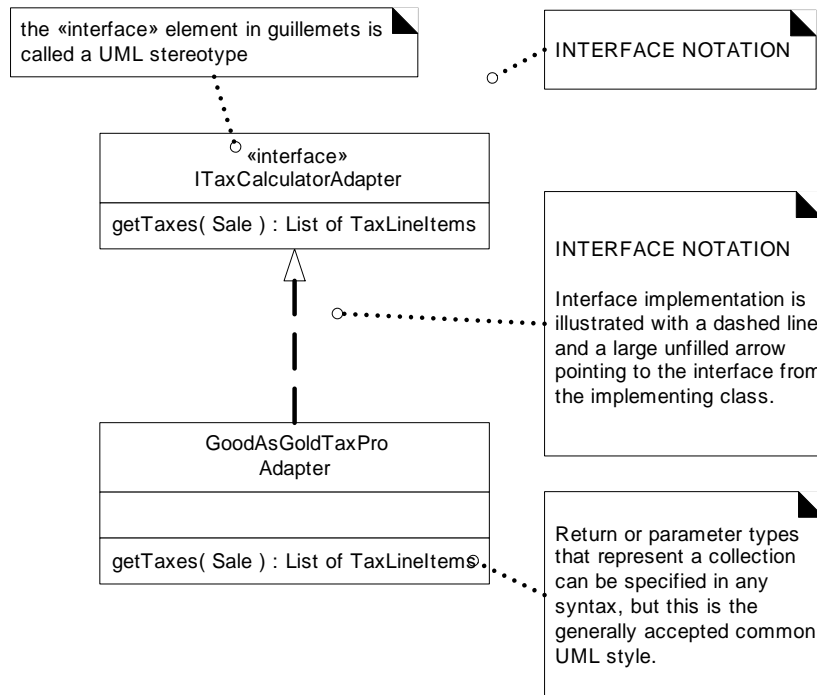 the «interface» element in guillemets is
called a UML stereotype
INTERFACE NOTATION
«interface»
ITaxCalculatorAdapter
getTaxes( Sale ) : List of TaxLineItems
INTERFACE NOTATION
Interface implementation is
illustrated with a dashed line
and a large unfilled arrow
pointing to the interface from
the implementing class.
GoodAsGoldTaxPro
Adapter
getTaxes( Sale ) : List of TaxLineItems
Return or parameter types
that represent a collection
can be specified in any
syntax, but this is the
generally accepted common
UML style.